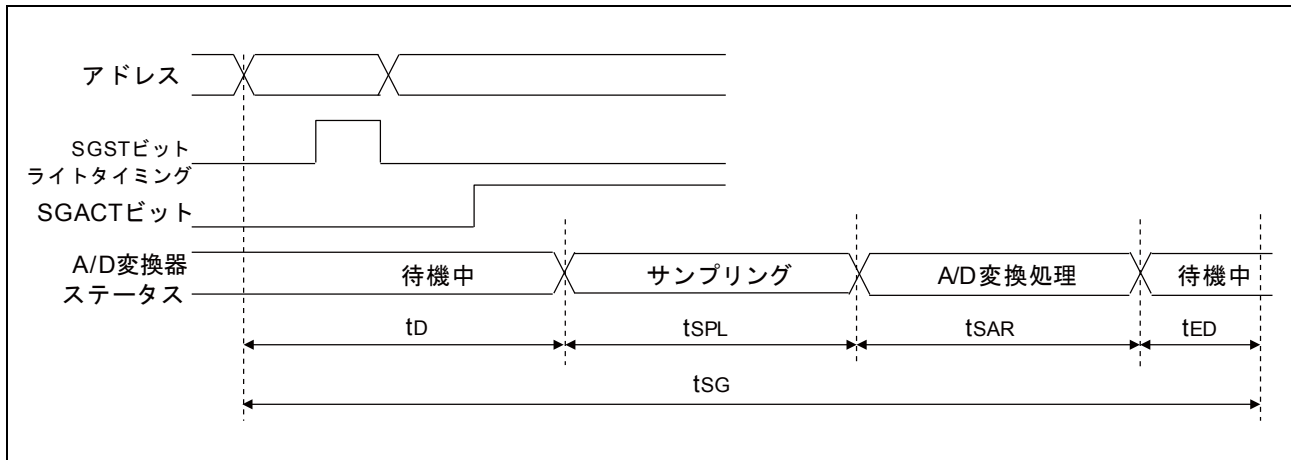 アドレス
SGSTビット
ライトタイミング
SGACTビット
A/D変換器
ステータス
待機中
サンプリング
A/D変換処理
待機中
tD
tSPL
tSAR
tED
tSG